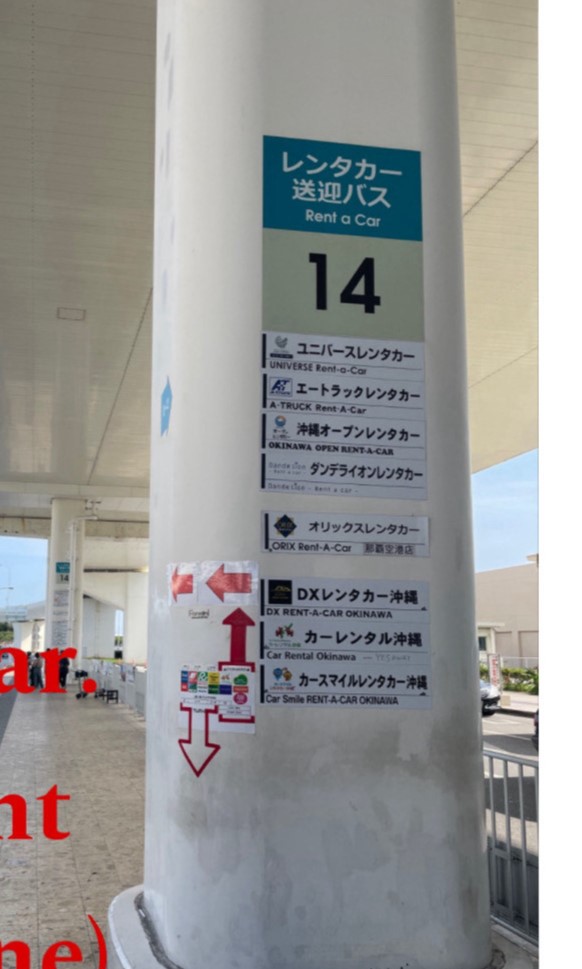 レンタカー
送迎バス
Rent a Car
14
ユニバースレンタカー
UNIVERSE Rent-a-Car
エートラックレンタカー
A-TRUCK Rent-A-Car
沖縄オープンレンタカー
OKINAWA OPEN RENT-A-CAR
ダンデライオンレンタカー
Dandelion - Rent a car -
オリックスレンタカー
ORIX Rent-A-Car 那覇空港店
DXレンタカー沖縄
DX RENT-A-CAR OKINAWA
カーレンタル沖縄
Car Rental Okinawa
カースマイルレンタカー沖縄
Car Smile RENT-A-CAR OKINAWA
14
ar.
nt
ne)